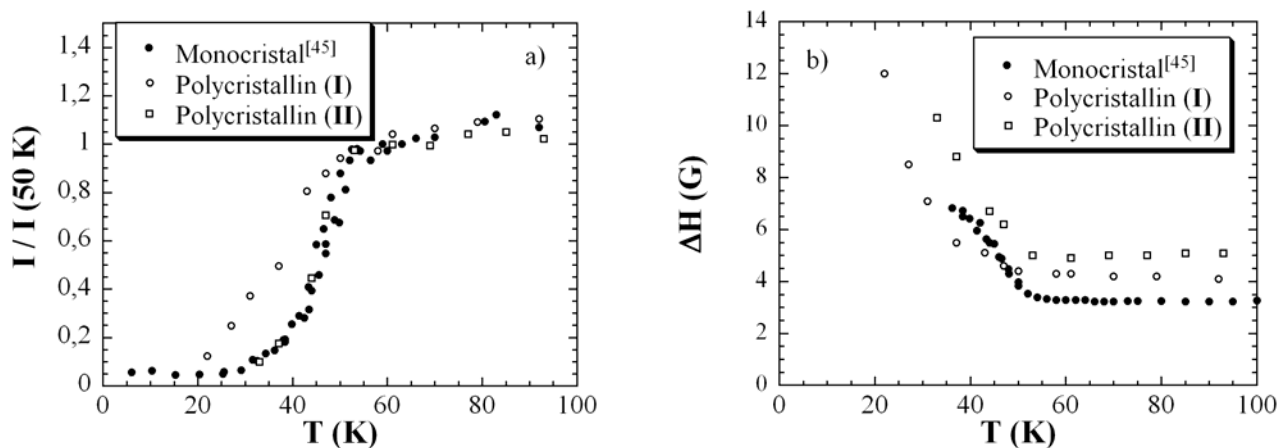 1,4
1,2
1
0,8
0,6
0,4
0,2
0
I / I (50 K)
Monocristal[45]
Polycristallin (I)
Polycristallin (II)
a)
0 20 40 60 80 100
T (K)
14
12
10
8
6
4
2
0
ΔH (G)
b)
Monocristal[45]
Polycristallin (I)
Polycristallin (II)
0 20 40 60 80 100
T (K)